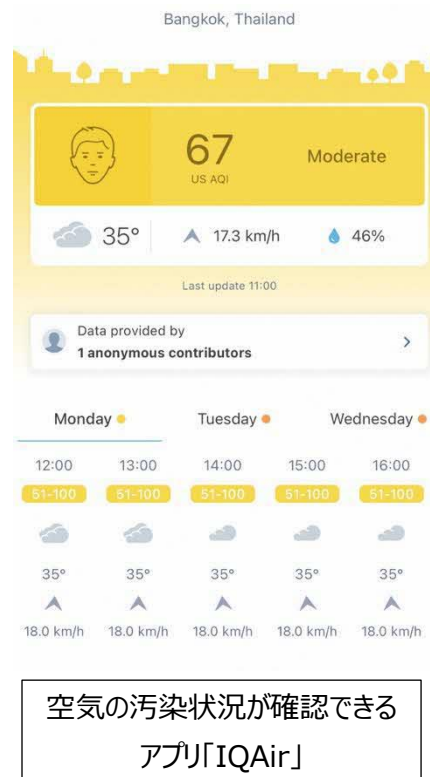 Bangkok, Thailand
67
US AQI
Moderate
35°
17.3 km/h
46%
Last update 11:00
Data provided by
1 anonymous contributors
Monday Tuesday Wednesday
12:00 13:00 14:00 15:00 16:00
51-100 51-100 51-100 51-100 51-100
35° 35° 35° 35° 35°
18.0 km/h 18.0 km/h 18.0 km/h 18.0 km/h 18.0 km/h
空気の汚染状況が確認できる
アプリ「IQAir」